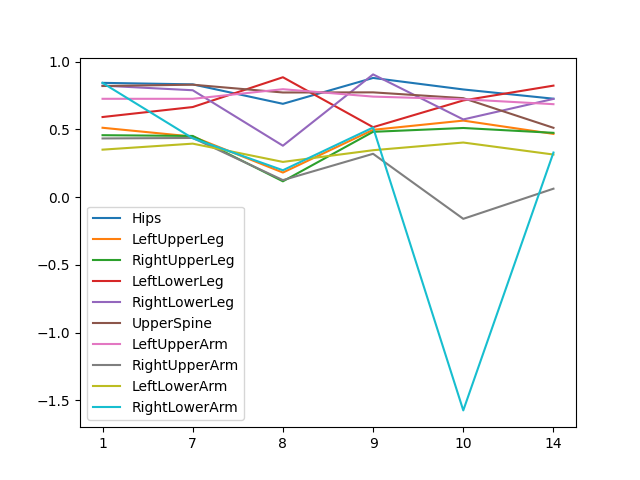 1.0
0.5
0.0
−0.5
−1.0
−1.5
Hips
LeftUpperLeg
RightUpperLeg
LeftLowerLeg
RightLowerLeg
UpperSpine
LeftUpperArm
RightUpperArm
LeftLowerArm
RightLowerArm
1 7 8 9 10 14